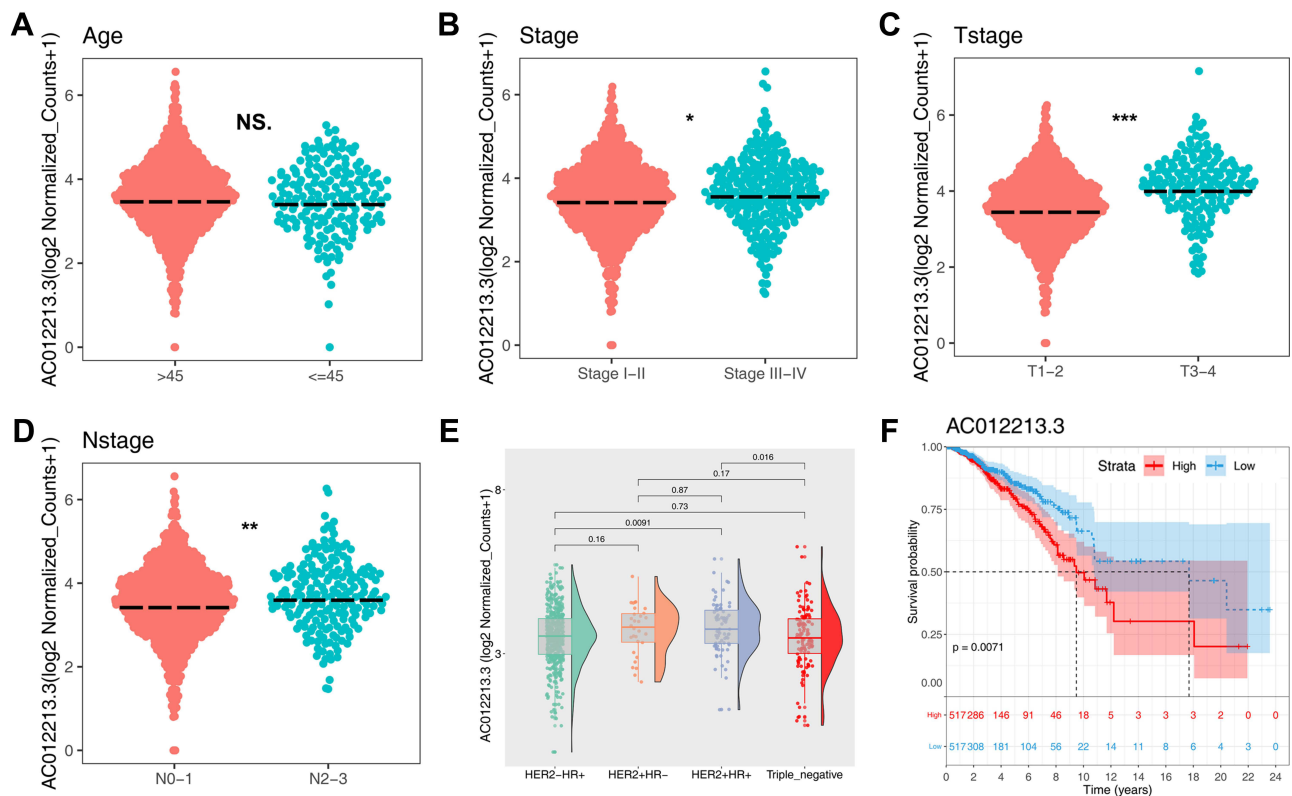 A
Age
AC0122213.3(log2 Normalized_Counts+1)
6
4
2
0
NS.
>45
<=45
B
Stage
AC0122213.3(log2 Normalized_Counts+1)
6
4
2
0
*
Stage I−II
Stage III−IV
C
Tstage
AC0122213.3(log2 Normalized_Counts+1)
6
4
2
0
***
T1−2
T3−4
D
Nstage
AC0122213.3(log2 Normalized_Counts+1)
6
4
2
0
**
N0−1
N2−3
E
AC012213.3 (log2 Normalized_Counts+1)
8
3
0.016
0.17
0.87
0.73
0.0091
0.16
HER2−HR+
HER2+HR−
HER2+HR+
Triple_negative
F
AC012213.3
Strata High Low
Survival probability
1.00
0.75
0.50
0.25
0.00
p = 0.0071
High 517 286 146 91 46 18 5 3 3 3 2 0 0
Low 517 308 181 104 56 22 14 11 8 6 4 3 0
0 2 4 6 8 10 12 14 16 18 20 22 24
Time (years)